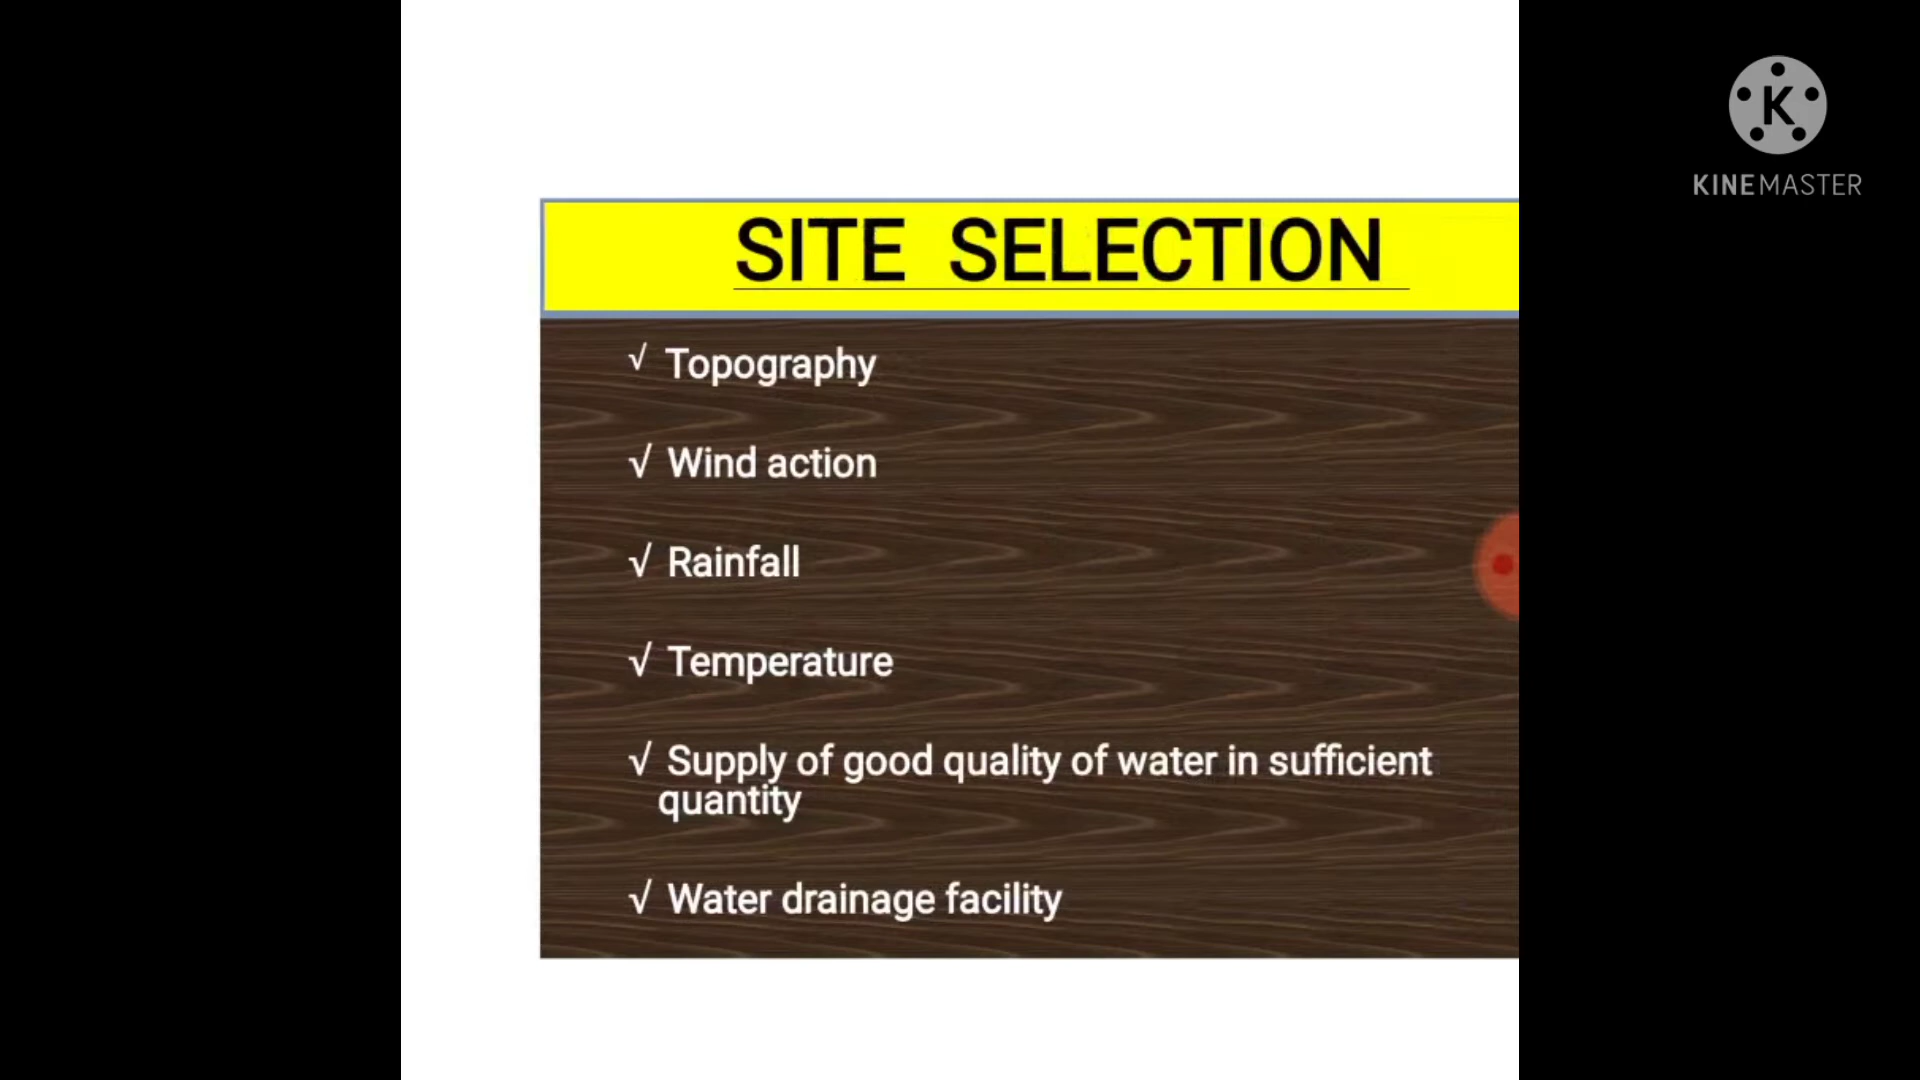 SITE SELECTION
√ Topography
√ Wind action
√ Rainfall
√ Temperature
√ Supply of good quality of water in sufficient
quantity
√ Water drainage facility
K
KINEMASTER